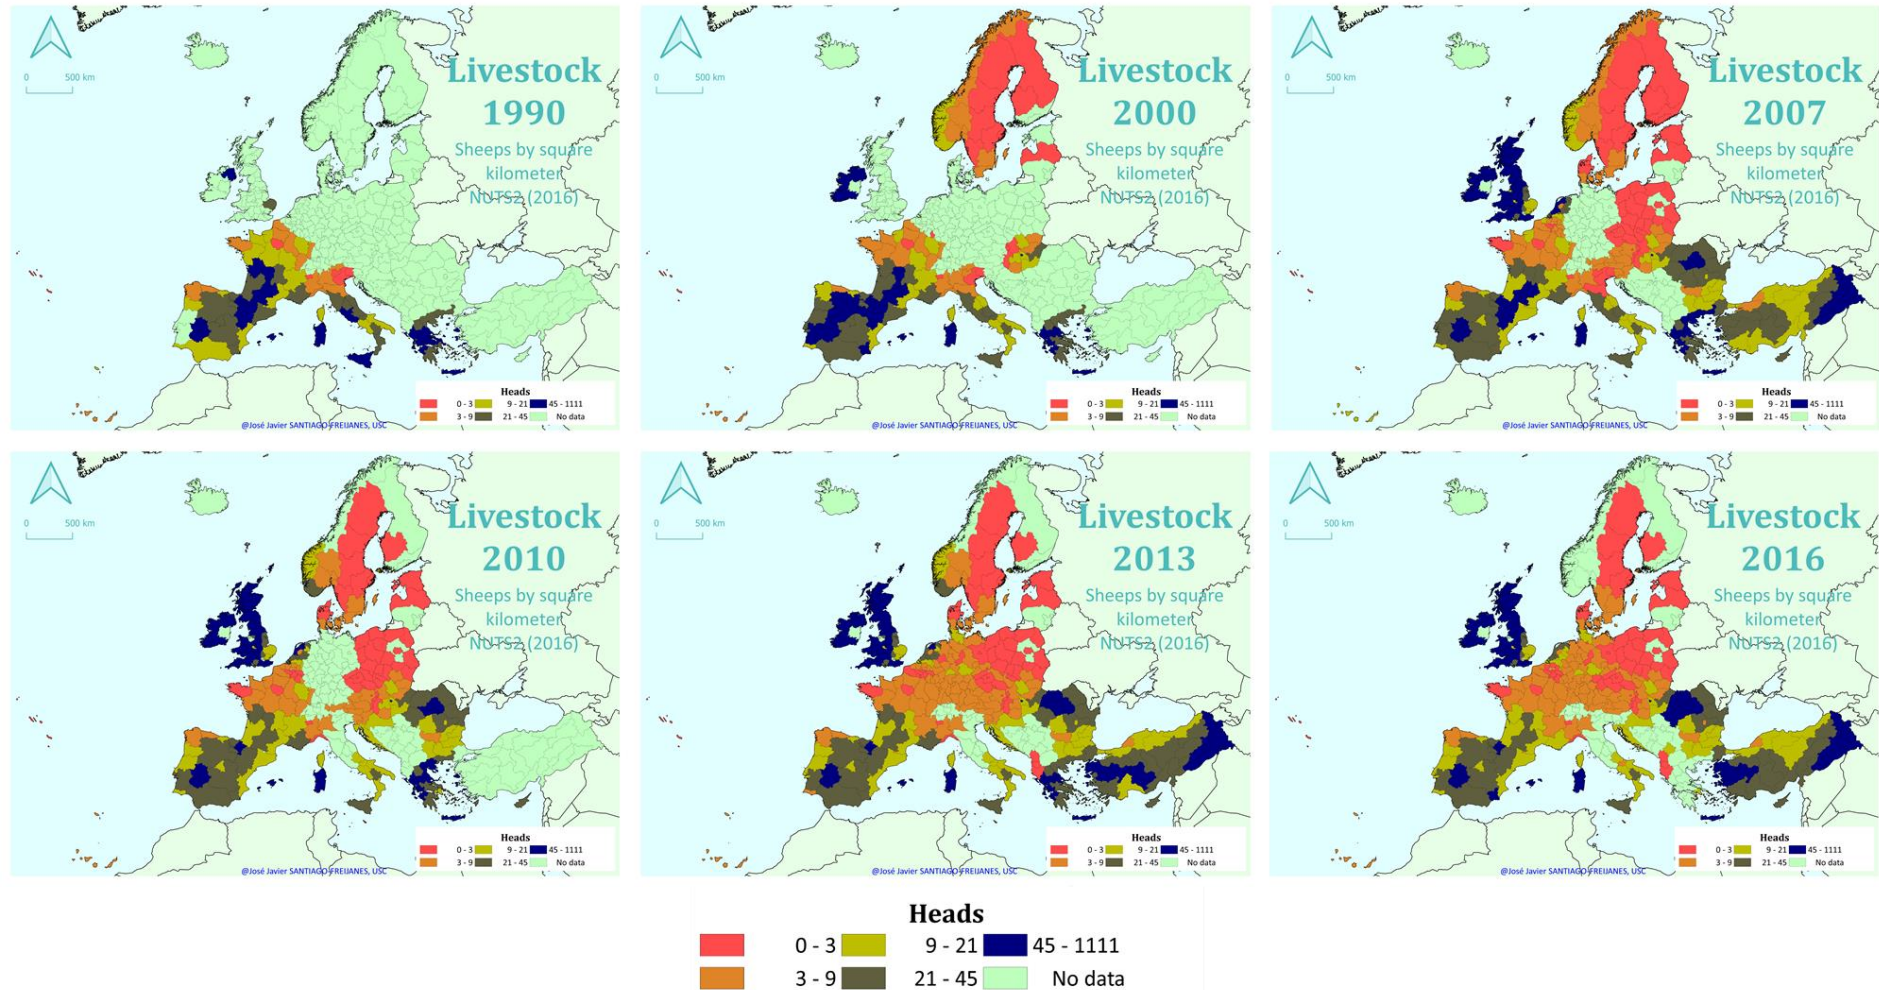 Livestock
1990
Sheeps by square
kilometer
NUTS2 (2016)
0 500 km
Heads
0 - 3 9 - 21 45 - 1111
3 - 9 21 - 45 No data
@José Javier SANTIAGO-FREIJANES, USC
Livestock
2000
Sheeps by square
kilometer
NUTS2 (2016)
0 500 km
Heads
0 - 3 9 - 21 45 - 1111
3 - 9 21 - 45 No data
@José Javier SANTIAGO-FREIJANES, USC
Livestock
2007
Sheeps by square
kilometer
NUTS2 (2016)
0 500 km
Heads
0 - 3 9 - 21 45 - 1111
3 - 9 21 - 45 No data
@José Javier SANTIAGO-FREIJANES, USC
Livestock
2010
Sheeps by square
kilometer
NUTS2 (2016)
0 500 km
Heads
0 - 3 9 - 21 45 - 1111
3 - 9 21 - 45 No data
@José Javier SANTIAGO-FREIJANES, USC
Livestock
2013
Sheeps by square
kilometer
NUTS2 (2016)
0 500 km
Heads
0 - 3 9 - 21 45 - 1111
3 - 9 21 - 45 No data
@José Javier SANTIAGO-FREIJANES, USC
Livestock
2016
Sheeps by square
kilometer
NUTS2 (2016)
0 500 km
Heads
0 - 3 9 - 21 45 - 1111
3 - 9 21 - 45 No data
@José Javier SANTIAGO-FREIJANES, USC
Heads
0 - 3 9 - 21 45 - 1111
3 - 9 21 - 45 No data